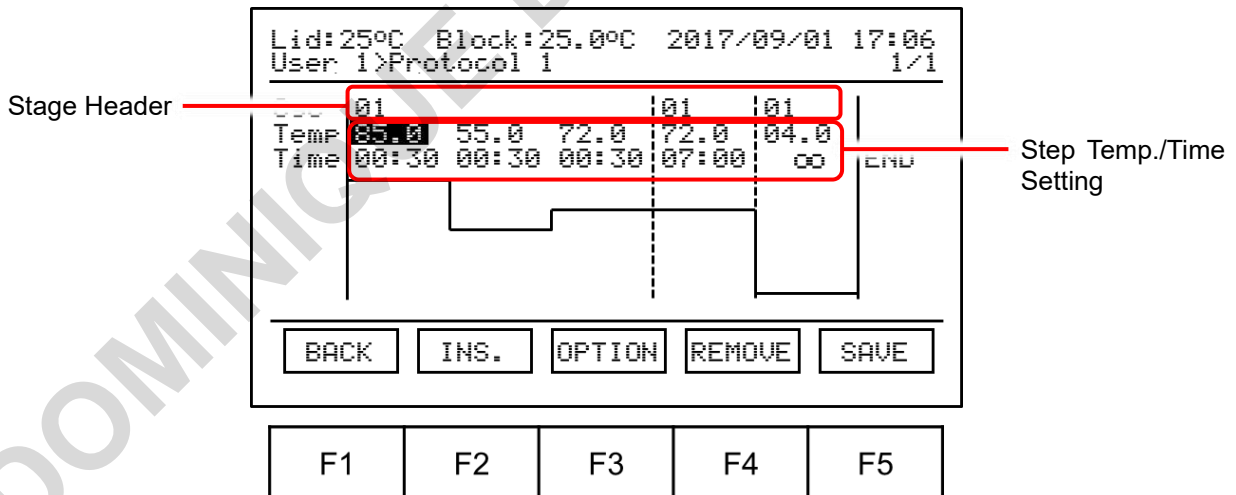 Lid:25ºC Block:25.0ºC 2017/09/01 17:06
User 1>Protocol 1 1/1
Stage Header
01 01 01
Temp 85.0 55.0 72.0 72.0 04.0
Time 00:30 00:30 00:30 07:00 ∞ END
Step Temp./Time
Setting
BACK INS. OPTION REMOVE SAVE
F1 F2 F3 F4 F5
DOMINIQUE